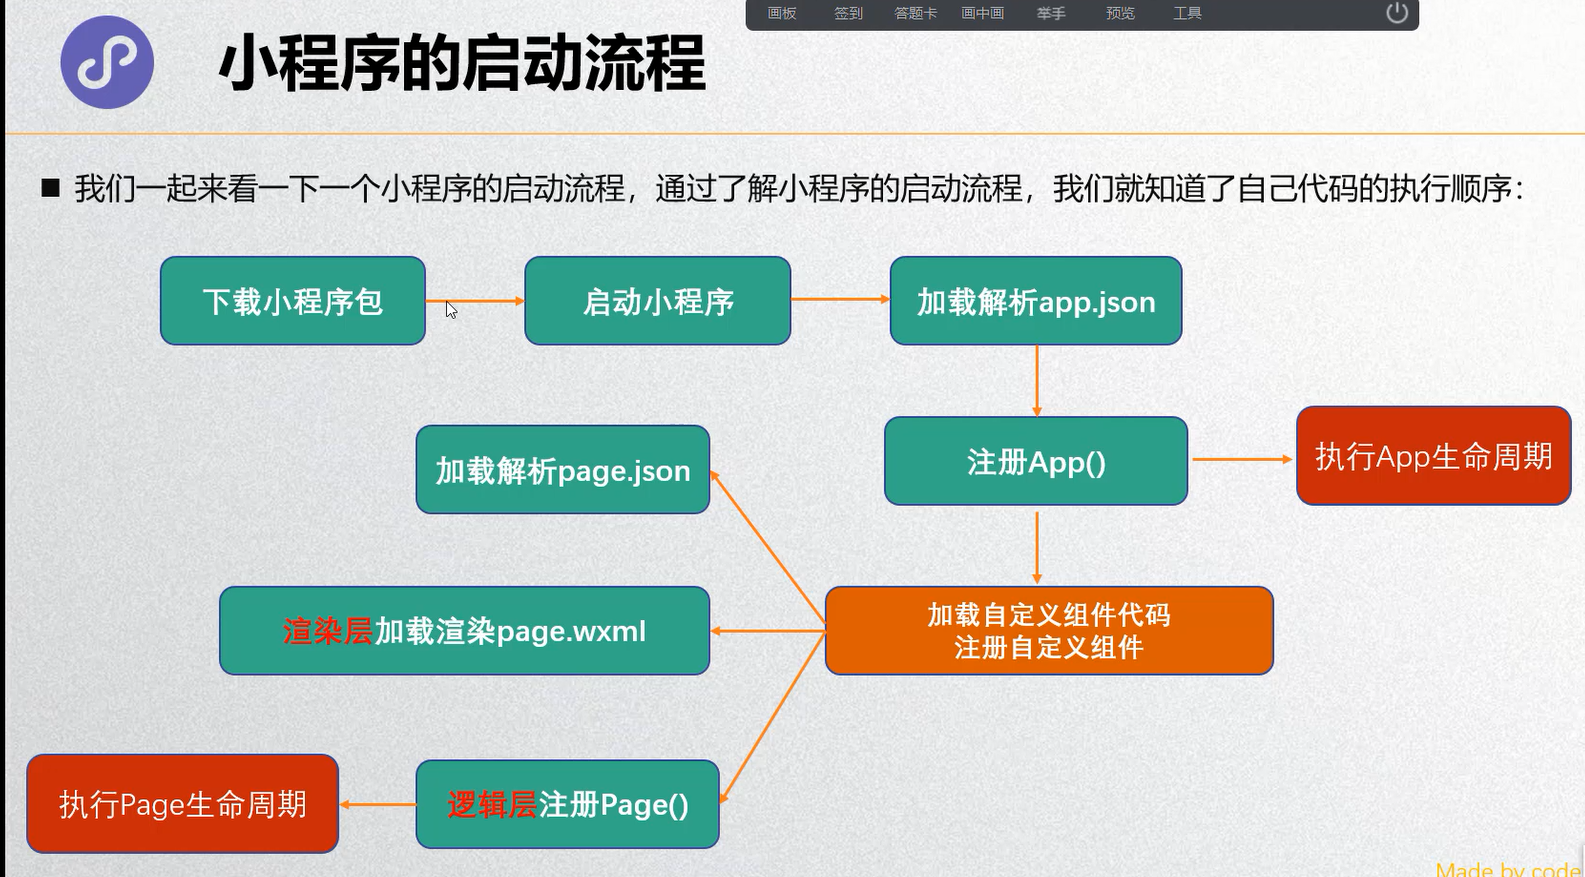 画板 签到 答题卡 画中画 举手 预览 工具
小程序的启动流程
我们一起来看一下一个小程序的启动流程，通过了解小程序的启动流程，我们就知道了自己代码的执行顺序：
下载小程序包
启动小程序
加载解析app.json
注册App()
执行App生命周期
加载自定义组件代码
注册自定义组件
加载解析page.json
渲染层加载渲染page.wxml
逻辑层注册Page()
执行Page生命周期
Made by code